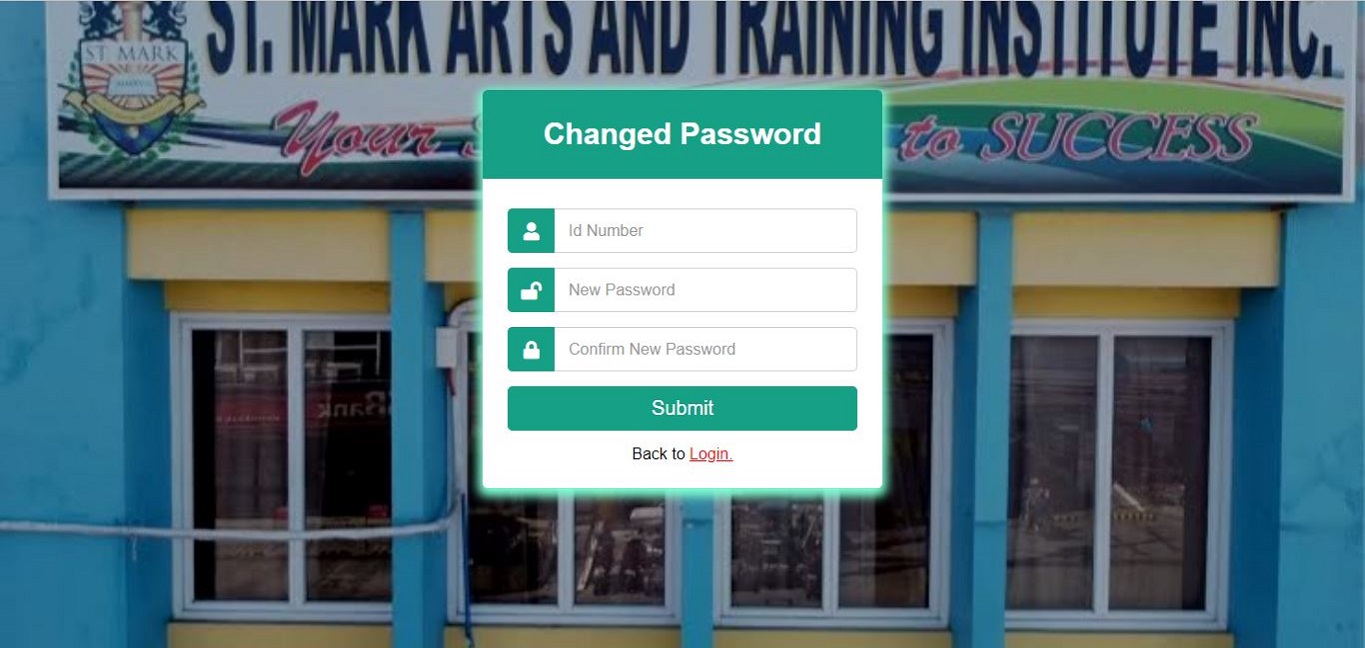 ST. MARK ARTS AND TRAINING INSTITUTE INC.
ST. MARK
Your
to SUCCESS
Changed Password
Id Number
New Password
Confirm New Password
Submit
Back to Login.
Bank